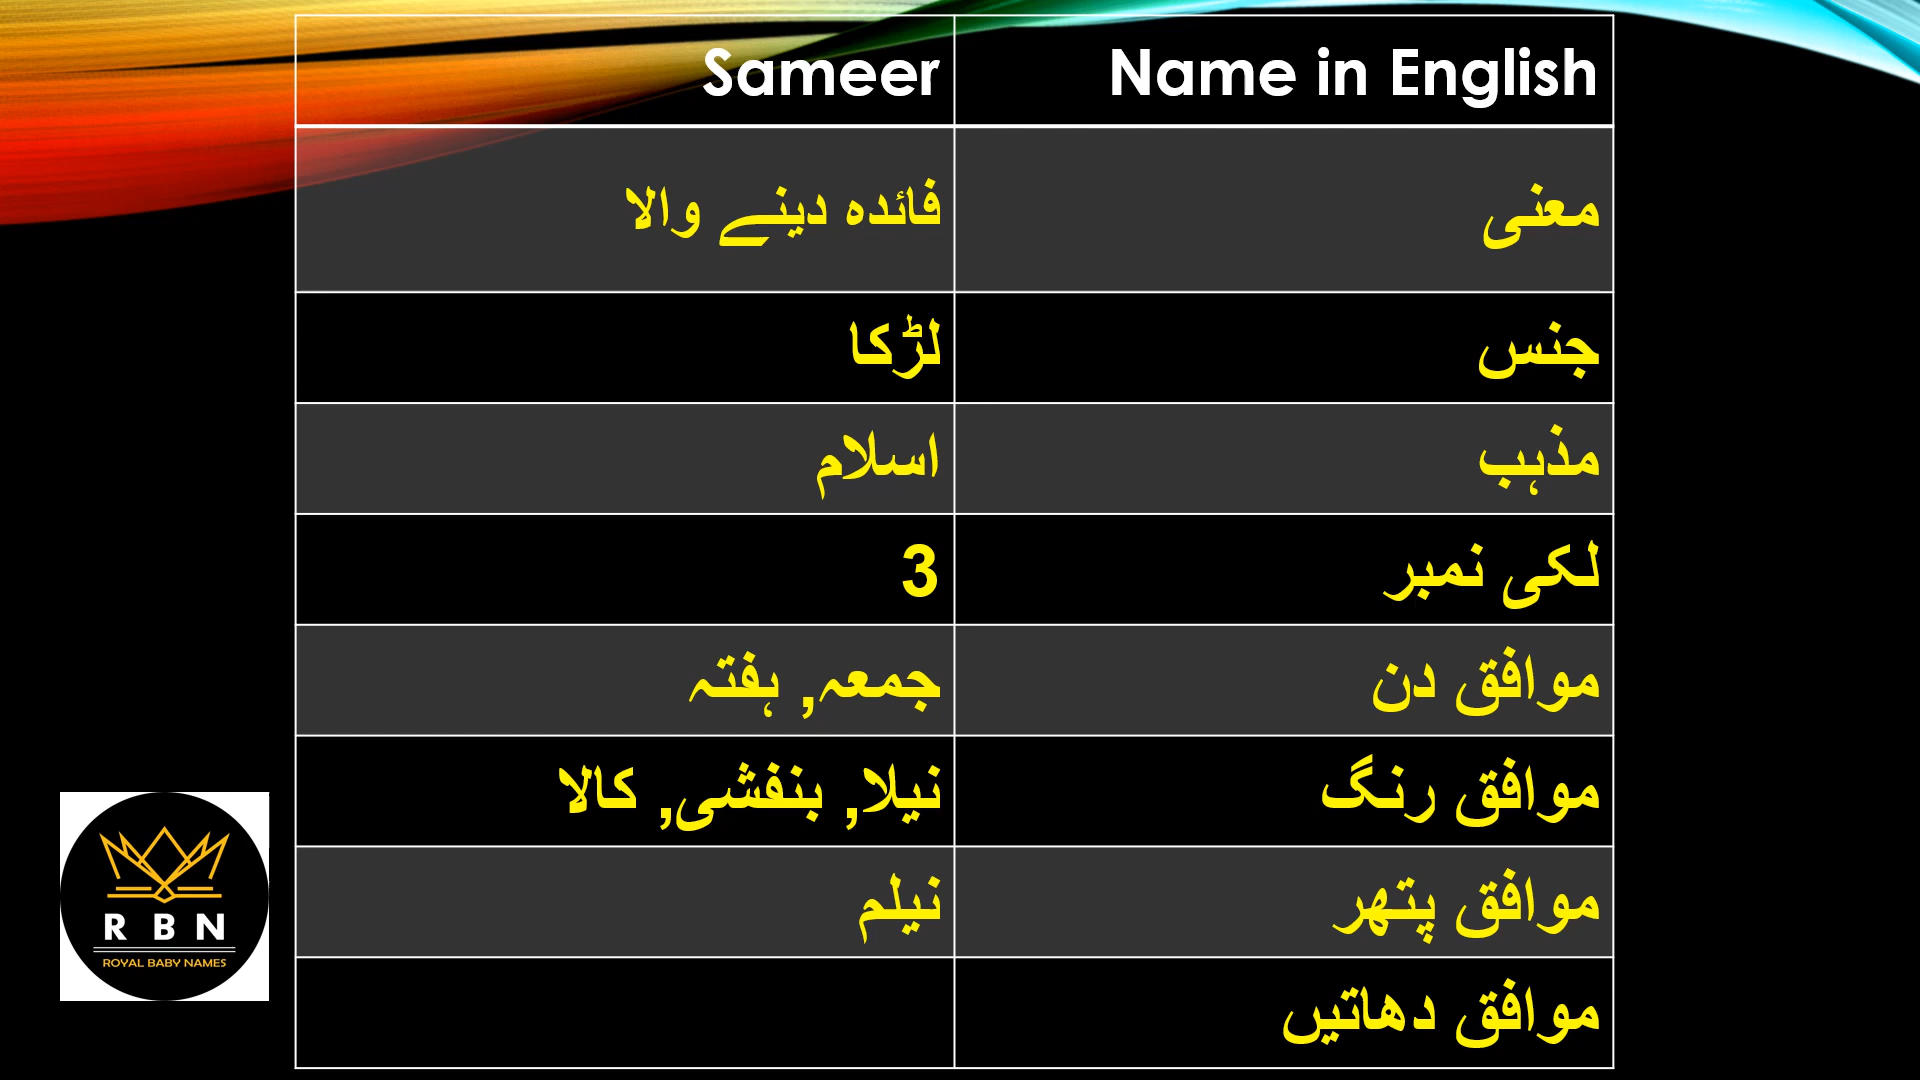 Name in English Sameer
معنی فائدہ دینے والا
جنس لڑکا
مذہب اسلام
لکی نمبر 3
موافق دن جمعہ, ہفتہ
موافق رنگ نیلا, بنفشی, کالا
موافق پتھر نیلم
موافق دھاتیں
R B N
ROYAL BABY NAMES